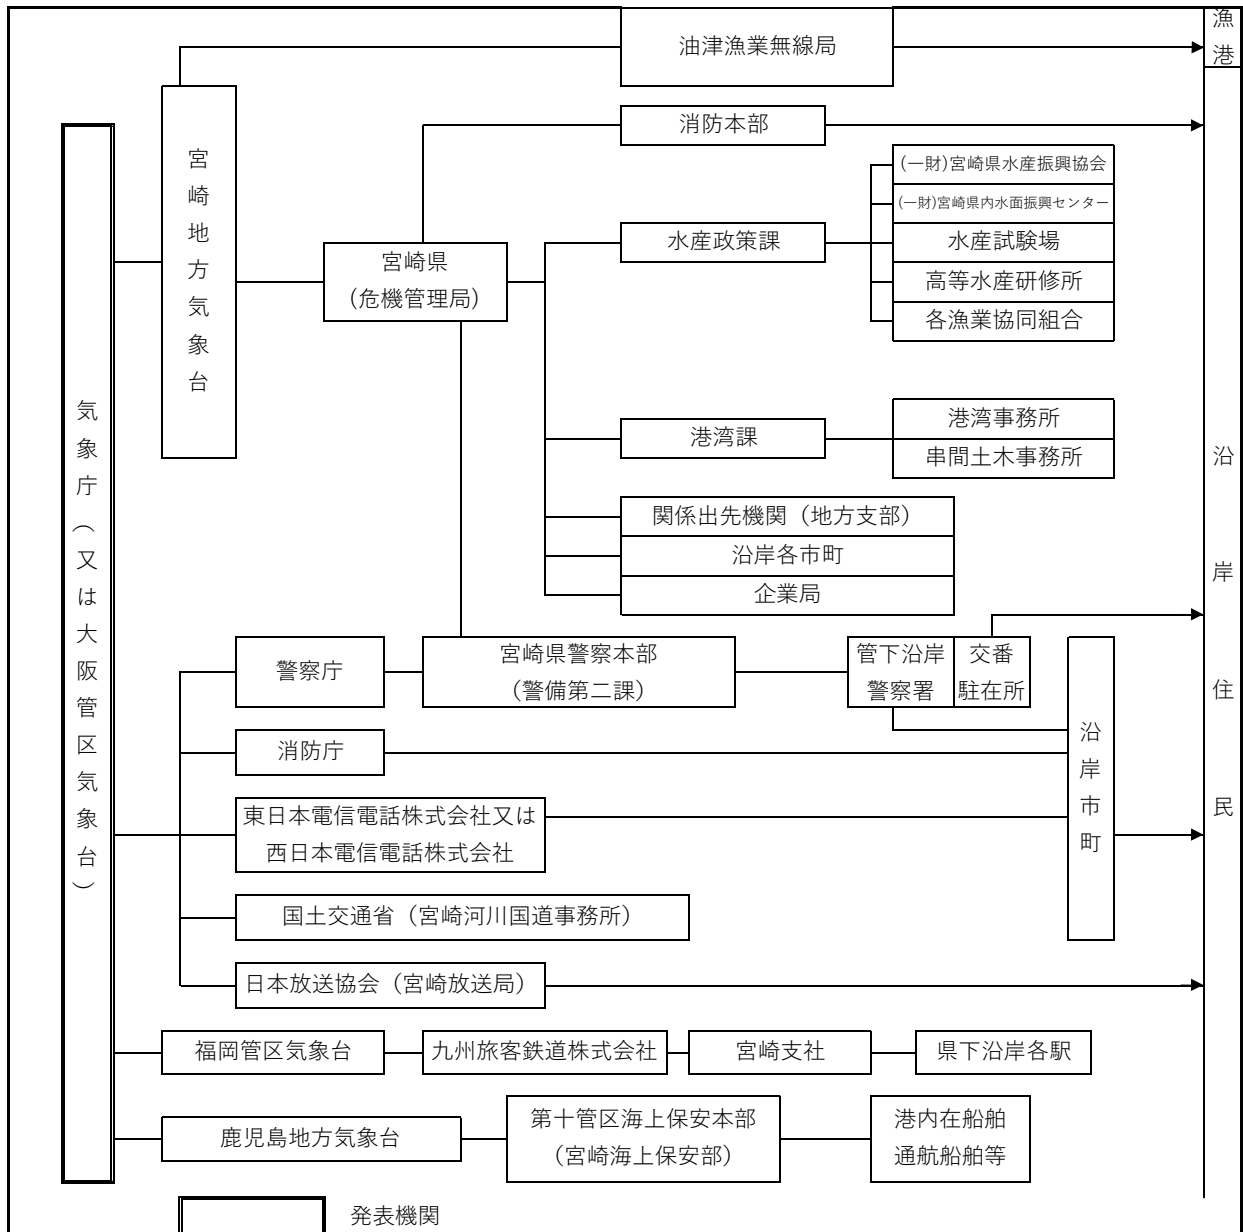 漁港
油津漁業無線局
消防本部
(一財)宮崎県水産振興協会
(一財)宮崎県内水面振興センター
宮崎地方気象台
水産政策課
水産試験場
宮崎県
（危機管理局）
高等水産研修所
各漁業協同組合
港湾事務所
港湾課
串間土木事務所
気象庁（又は大阪管区気象台）
沿岸住民
関係出先機関（地方支部）
沿岸各市町
企業局
警察庁
宮崎県警察本部
（警備第二課）
管下沿岸
警察署
交番
駐在所
沿岸市町
消防庁
東日本電信電話株式会社又は
西日本電信電話株式会社
国土交通省（宮崎河川国道事務所）
日本放送協会（宮崎放送局）
福岡管区気象台
九州旅客鉄道株式会社
宮崎支社
県下沿岸各駅
鹿児島地方気象台
第十管区海上保安本部
（宮崎海上保安部）
港内在船舶
通航船舶等
発表機関